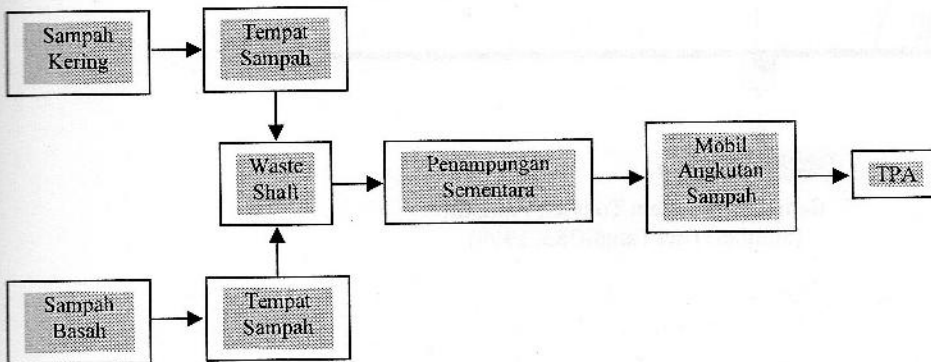 Sampah
Kering
Tempat
Sampah
Waste
Shaft
Penampungan
Sementara
Mobil
Angkutan
Sampah
TPA
Sampah
Basah
Tempat
Sampah